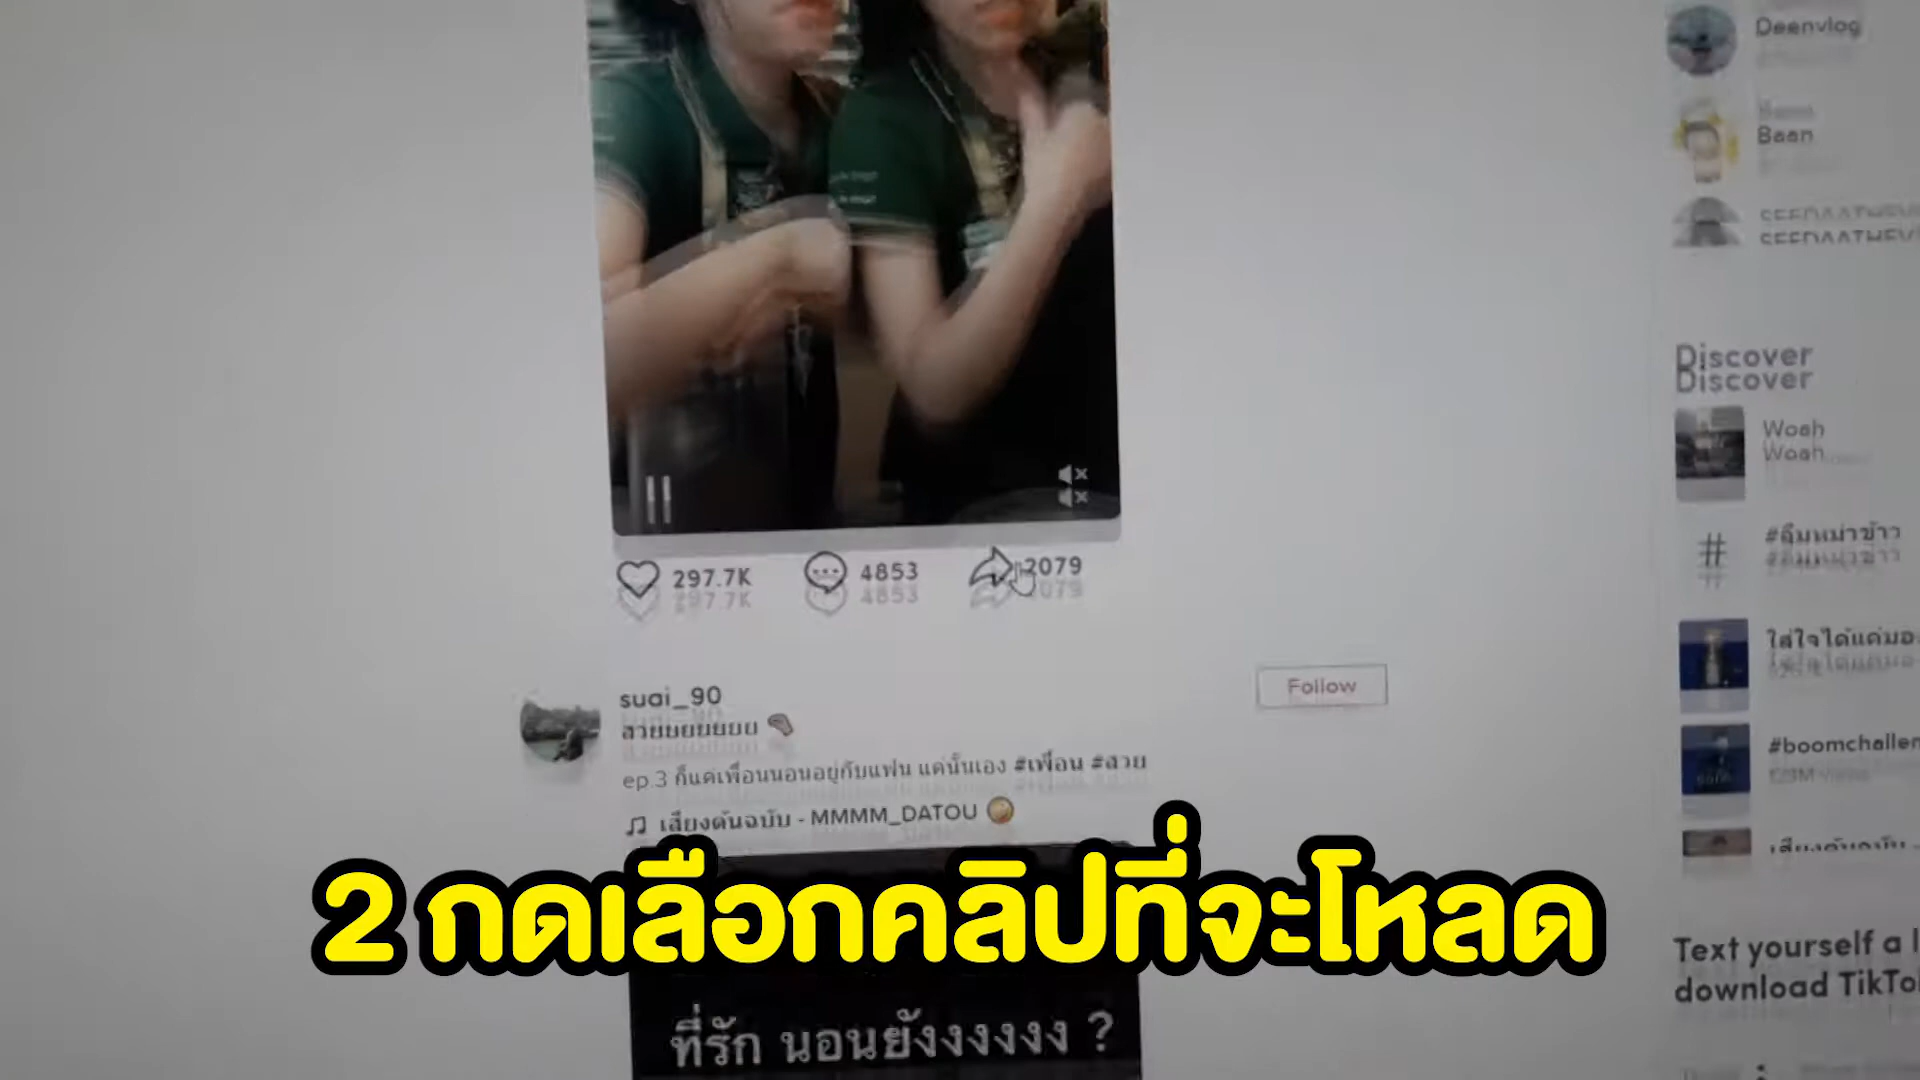 Deenvlog
Baan
Discover
Woah
297.7K
4853
2079
suai_90
Follow
สวยยยยยยย
ep.3 ก็แค่เพื่อนนอนอยู่กับแฟน แค่นั้นเอง #เพื่อน #สวย
เสียงต้นฉบับ - MMMM_DATOU
#boomchallen
2 กดเลือกคลิปที่จะโหลด
Text yourself a l
download TikTo
ที่รัก นอนยังงงงงง ?